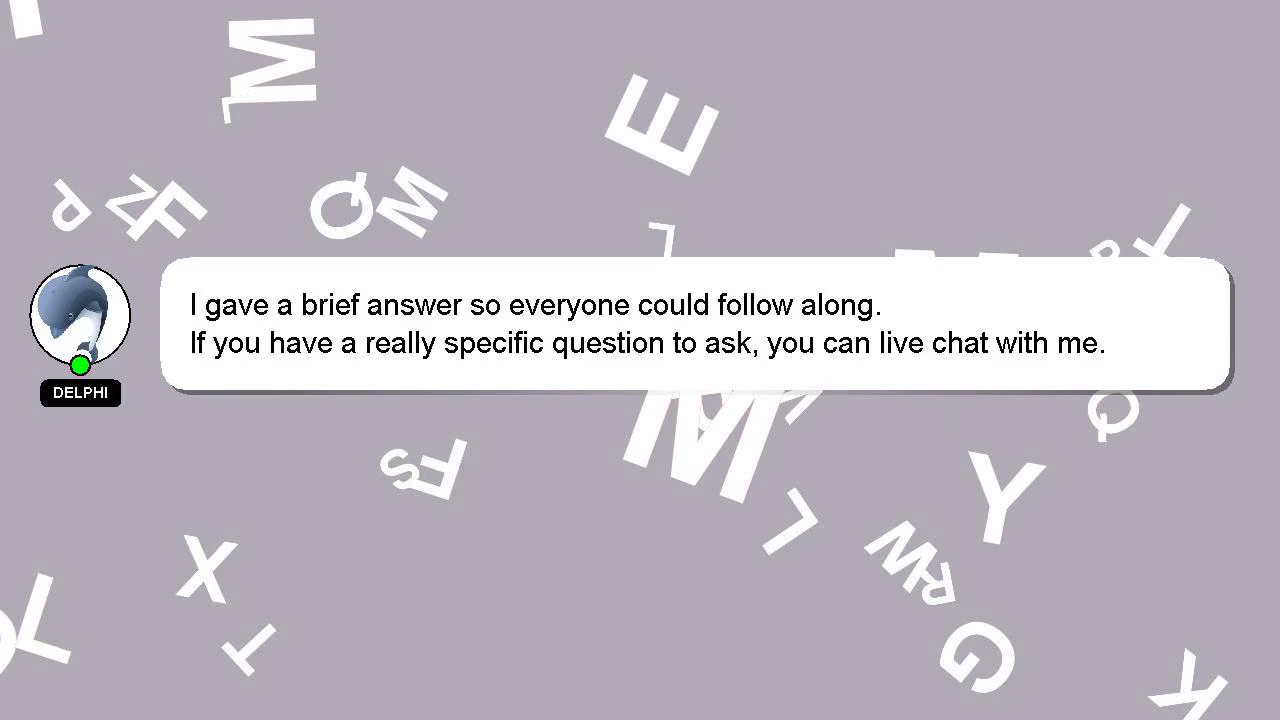 I gave a brief answer so everyone could follow along.
If you have a really specific question to ask, you can live chat with me.
DELPHI
M
L
E
P
N
F
Q
M
L
R
T
M
Q
S
F
Y
L
W
R
X
T
G
K